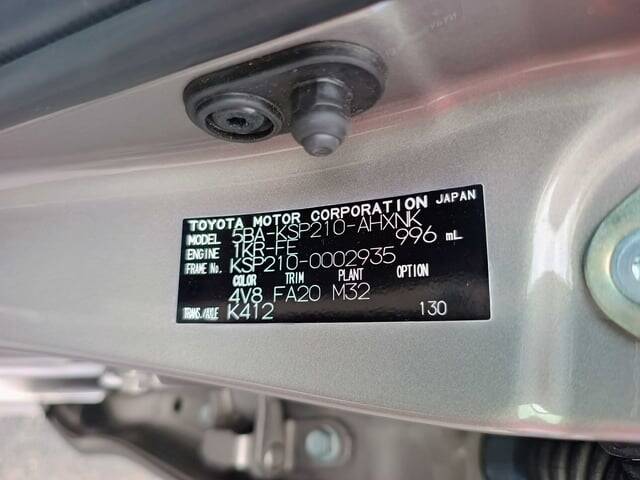 TOYOTA MOTOR CORPORATION JAPAN
MODEL 5BA-KSP210-AHXNK
ENGINE 1KR-FE 996 mL
FRAME No. KSP210-0002935
COLOR TRIM PLANT OPTION
4V8 FA20 M32
TRANS./AXLE K412 130